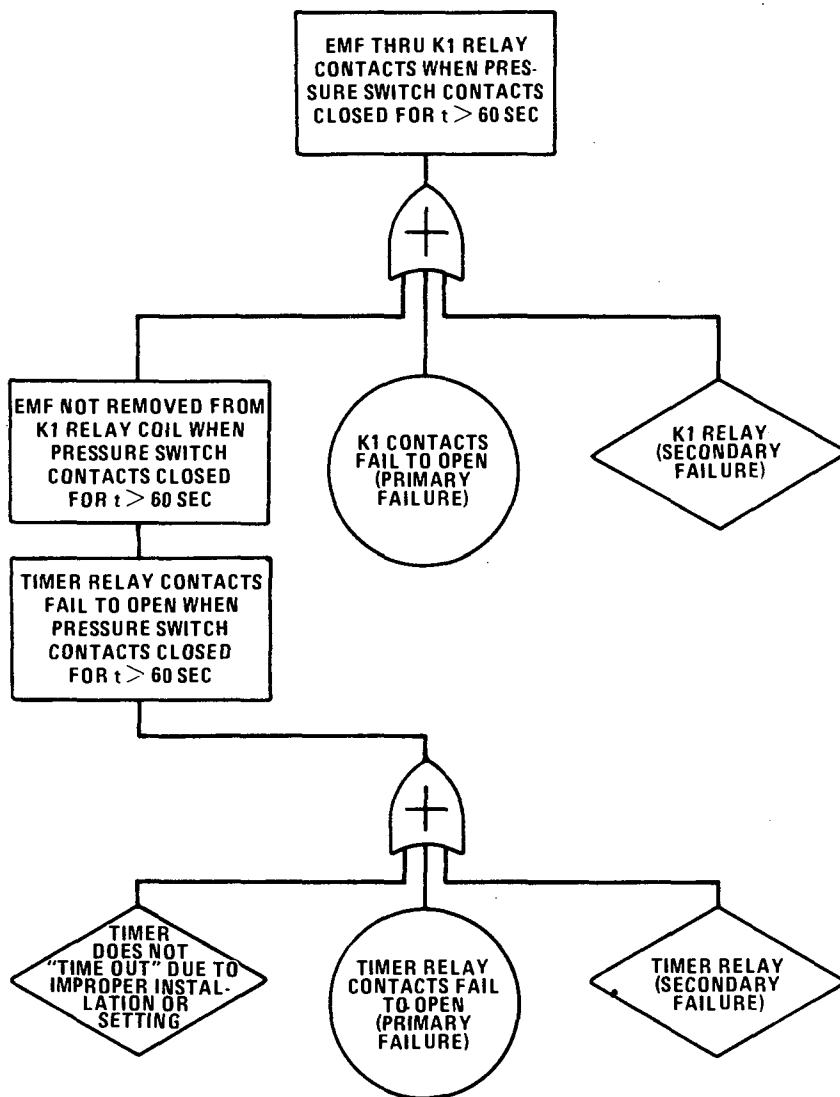 EMF THRU K1 RELAY
CONTACTS WHEN PRES-
SURE SWITCH CONTACTS
CLOSED FOR t > 60 SEC
EMF NOT REMOVED FROM
K1 RELAY COIL WHEN
PRESSURE SWITCH
CONTACTS CLOSED
FOR t > 60 SEC
K1 CONTACTS
FAIL TO OPEN
(PRIMARY
FAILURE)
K1 RELAY
(SECONDARY
FAILURE)
TIMER RELAY CONTACTS
FAIL TO OPEN WHEN
PRESSURE SWITCH
CONTACTS CLOSED
FOR t > 60 SEC
TIMER
DOES NOT
"TIME OUT" DUE TO
IMPROPER INSTAL-
LATION OR
SETTING
TIMER RELAY
CONTACTS FAIL
TO OPEN
(PRIMARY
FAILURE)
TIMER RELAY
(SECONDARY
FAILURE)